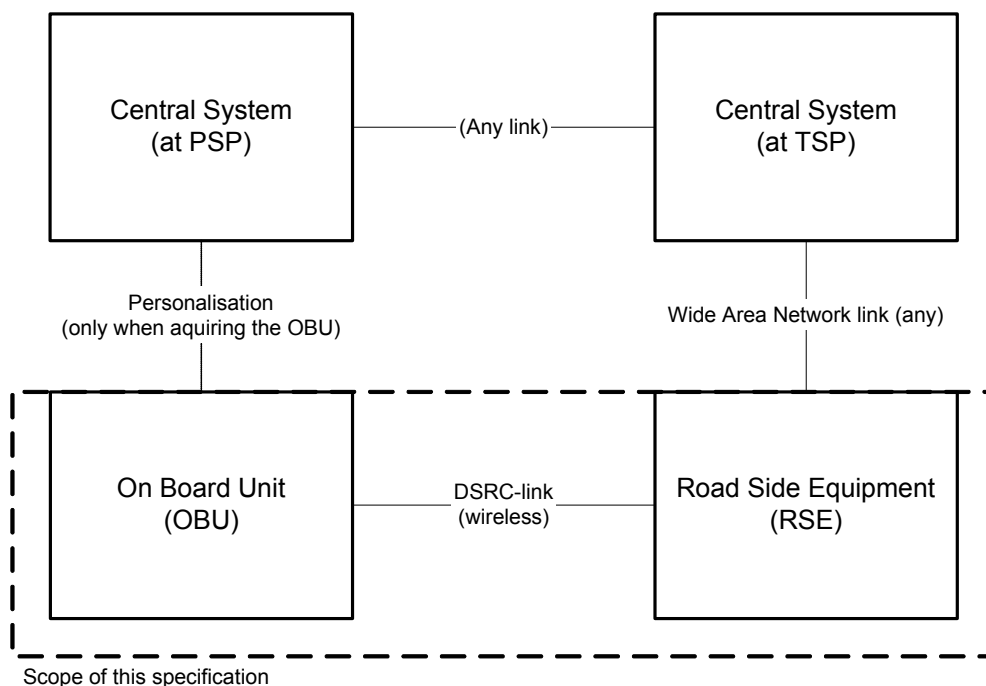 Central System
(at PSP)
(Any link)
Central System
(at TSP)
Personalisation
(only when aquiring the OBU)
Wide Area Network link (any)
On Board Unit
(OBU)
DSRC-link
(wireless)
Road Side Equipment
(RSE)
Scope of this specification